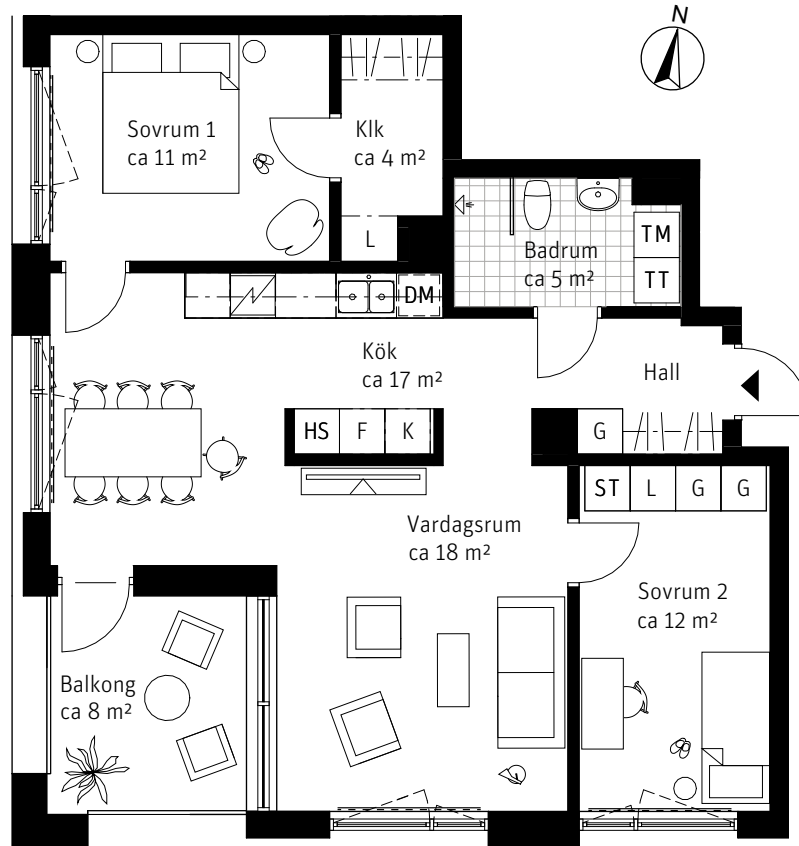 N
Sovrum 1
ca 11 m²
Klk
ca 4 m²
L
Badrum
ca 5 m²
TM
TT
DM
Kök
ca 17 m²
Hall
HS F K
G
ST L G G
Vardagsrum
ca 18 m²
Sovrum 2
ca 12 m²
Balkong
ca 8 m²